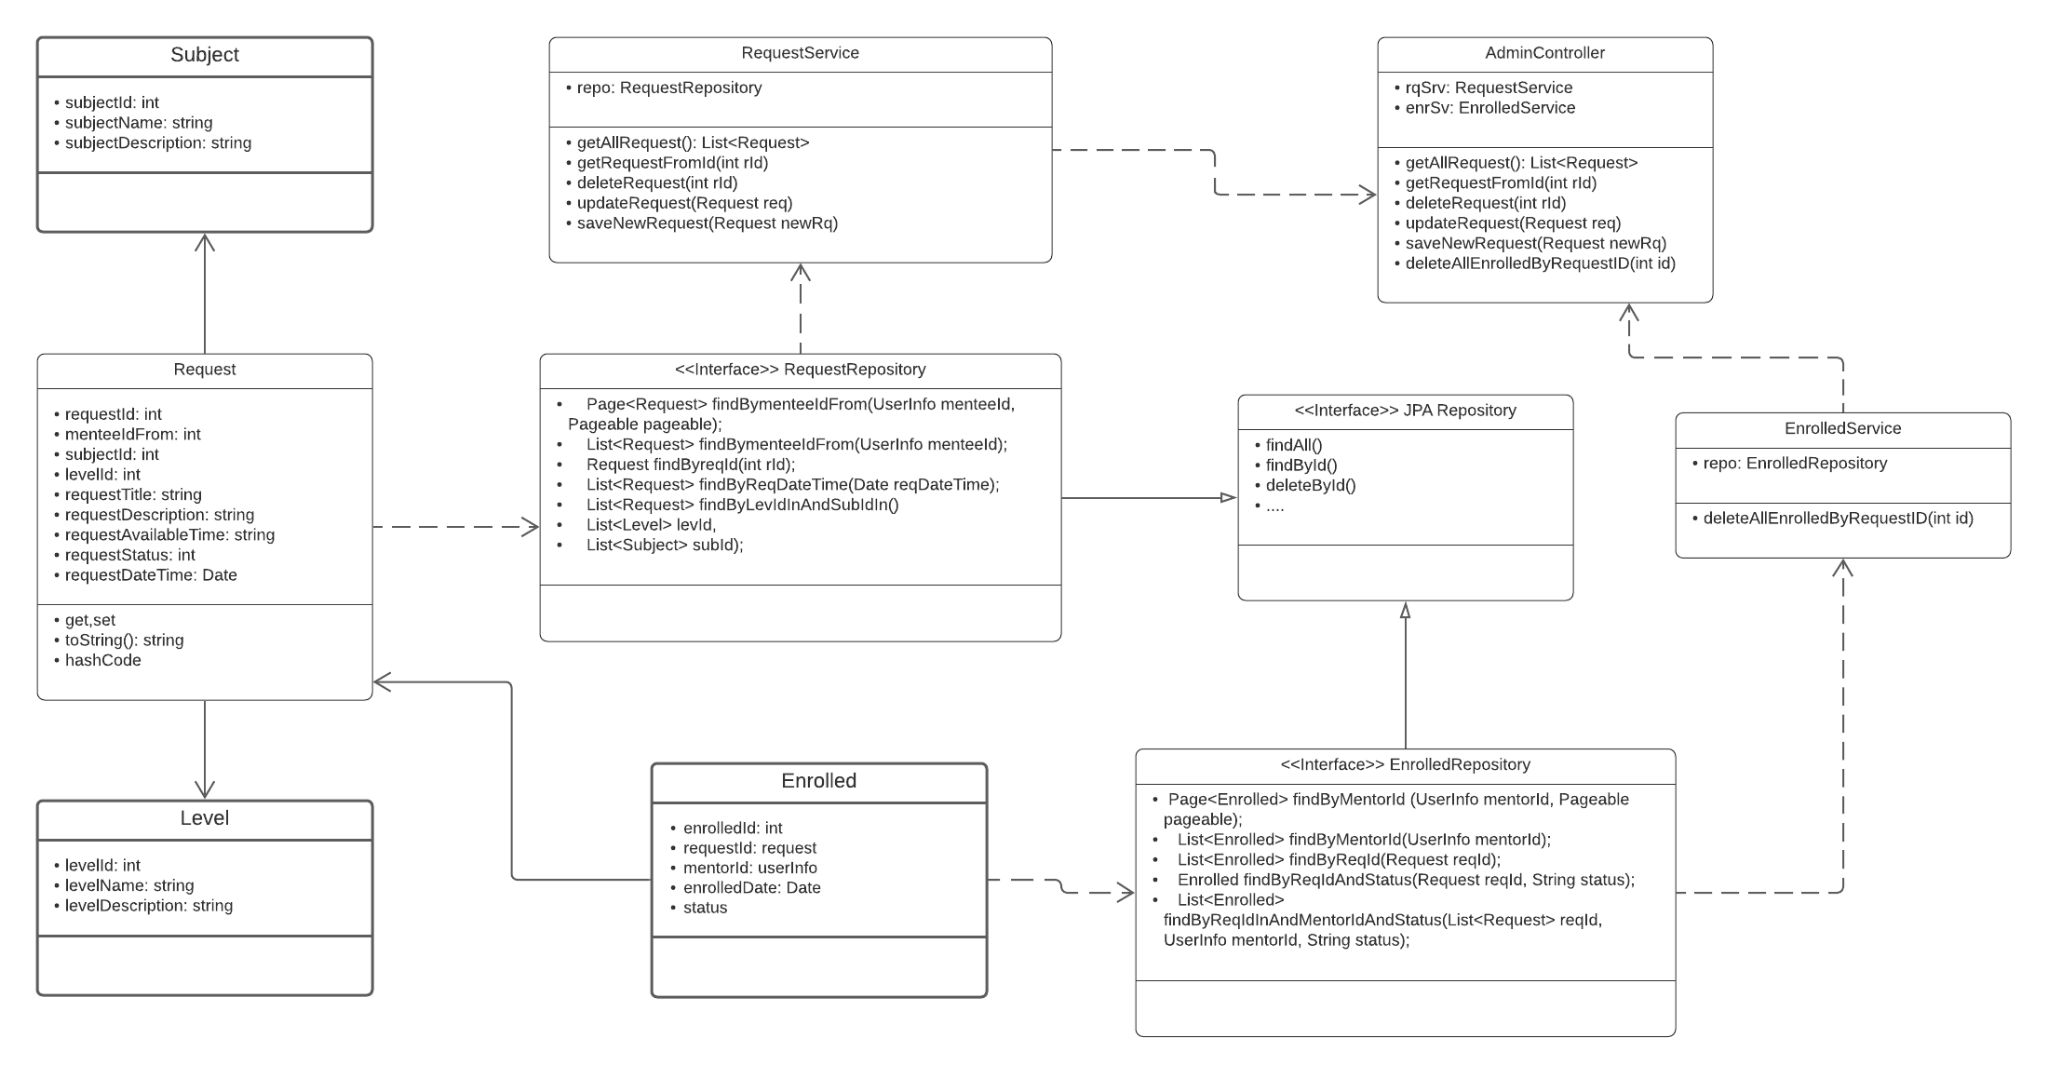 Subject
• subjectId: int
• subjectName: string
• subjectDescription: string
RequestService
• repo: RequestRepository
• getAllRequest(): List<Request>
• getRequestFromId(int rId)
• deleteRequest(int rId)
• updateRequest(Request req)
• saveNewRequest(Request newRq)
AdminController
• rqSrv: RequestService
• enrSv: EnrolledService
• getAllRequest(): List<Request>
• getRequestFromId(int rId)
• deleteRequest(int rId)
• updateRequest(Request req)
• saveNewRequest(Request newRq)
• deleteAllEnrolledByRequestID(int id)
Request
• requestId: int
• menteeIdFrom: int
• subjectId: int
• levelId: int
• requestTitle: string
• requestDescription: string
• requestAvailableTime: string
• requestStatus: int
• requestDateTime: Date
• get,set
• toString(): string
• hashCode
<<Interface>> RequestRepository
• Page<Request> findBymenteeIdFrom(UserInfo menteeId,
Pageable pageable);
• List<Request> findBymenteeIdFrom(UserInfo menteeId);
• Request findByreqId(int rId);
• List<Request> findByReqDateTime(Date reqDateTime);
• List<Request> findByLevIdInAndSubIdIn()
• List<Level> levId,
• List<Subject> subId);
<<Interface>> JPA Repository
• findAll()
• findById()
• deleteById()
• ....
EnrolledService
• repo: EnrolledRepository
• deleteAllEnrolledByRequestID(int id)
Level
• levelId: int
• levelName: string
• levelDescription: string
Enrolled
• enrolledId: int
• requestId: request
• mentorId: userInfo
• enrolledDate: Date
• status
<<Interface>> EnrolledRepository
• Page<Enrolled> findByMentorId (UserInfo mentorId, Pageable
pageable);
• List<Enrolled> findByMentorId(UserInfo mentorId);
• List<Enrolled> findByReqId(Request reqId);
• Enrolled findByReqIdAndStatus(Request reqId, String status);
• List<Enrolled>
findByReqIdInAndMentorIdAndStatus(List<Request> reqId,
UserInfo mentorId, String status);